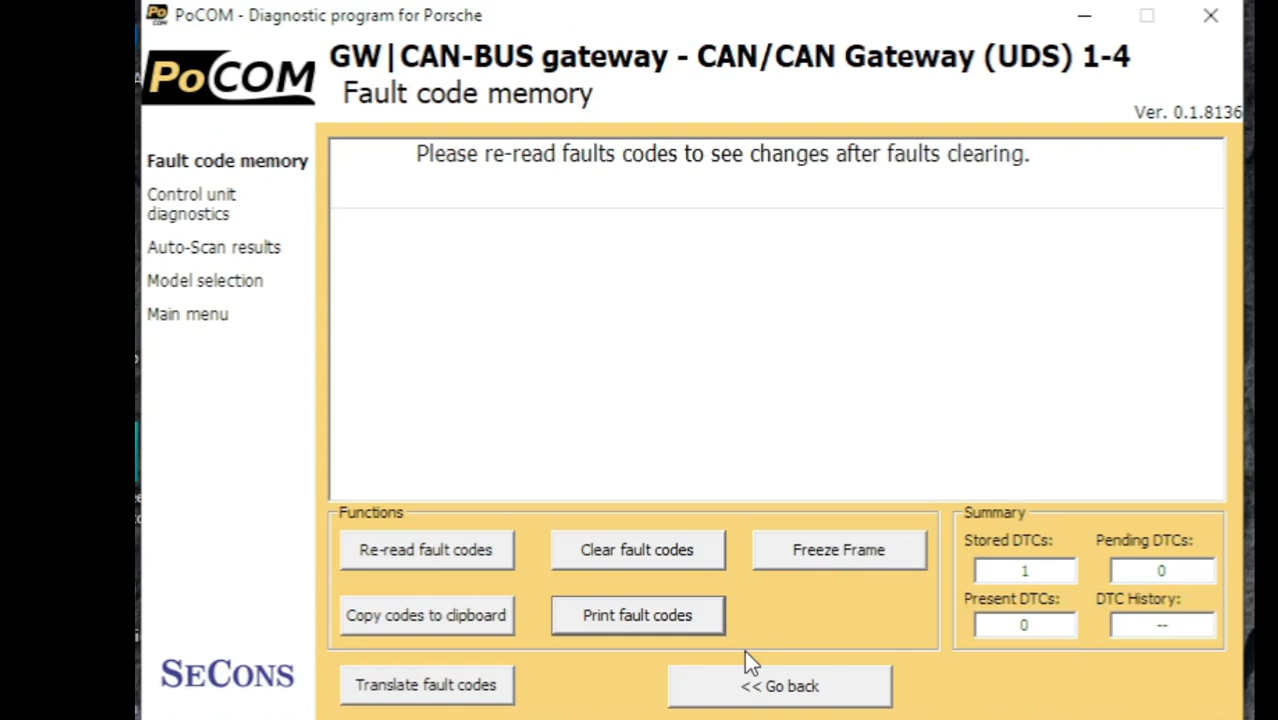 PoCOM - Diagnostic program for Porsche
PoCOM
GW|CAN-BUS gateway - CAN/CAN Gateway (UDS) 1-4
Fault code memory
Ver. 0.1.8136
Fault code memory
Control unit
diagnostics
Auto-Scan results
Model selection
Main menu
Please re-read faults codes to see changes after faults clearing.
Functions
Re-read fault codes
Clear fault codes
Freeze Frame
Copy codes to clipboard
Print fault codes
Summary
Stored DTCs:
Pending DTCs:
1
0
Present DTCs:
DTC History:
0
--
SECONS
Translate fault codes
<< Go back